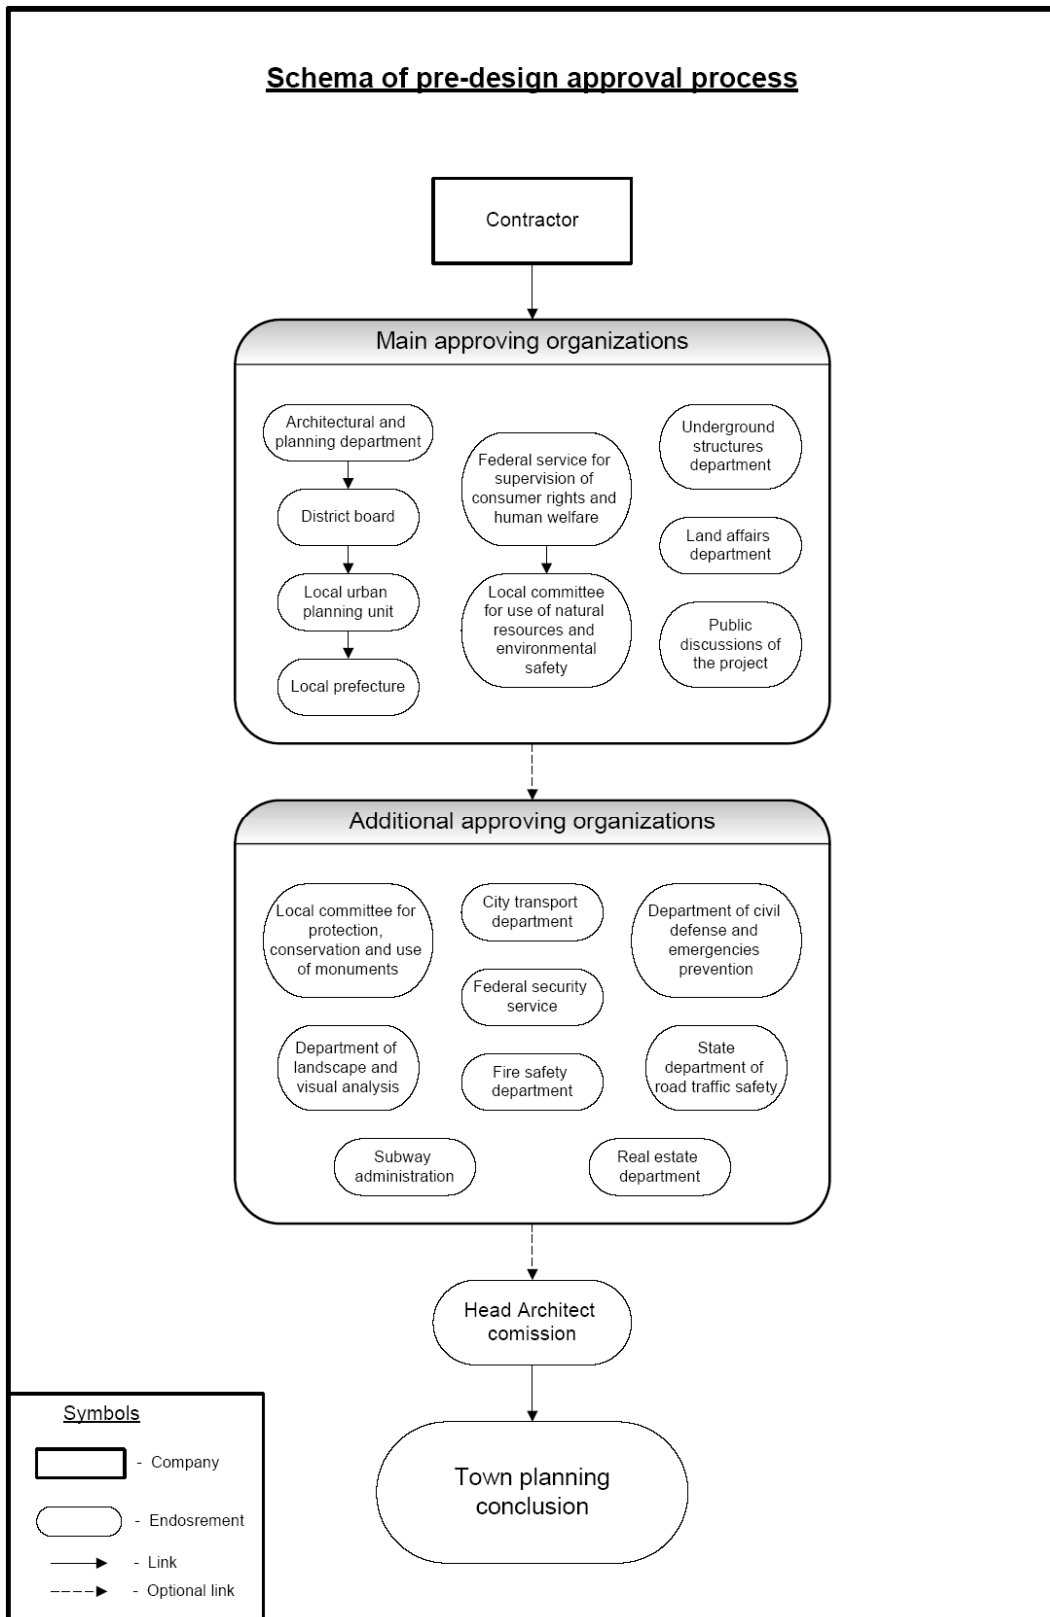 Schema of pre-design approval process
Contractor
Main approving organizations
Architectural and
planning department
District board
Local urban
planning unit
Local prefecture
Federal service for
supervision of
consumer rights and
human welfare
Local committee
for use of natural
resources and
environmental
safety
Underground
structures
department
Land affairs
department
Public
discussions of
the project
Additional approving organizations
Local committee for
protection,
conservation and use
of monuments
City transport
department
Department of civil
defense and
emergencies
prevention
Federal security
service
Department of
landscape and
visual analysis
Fire safety
department
State
department of
road traffic safety
Subway
administration
Real estate
department
Head Architect
comission
Town planning
conclusion
Symbols
- Company
- Endosrement
- Link
- Optional link